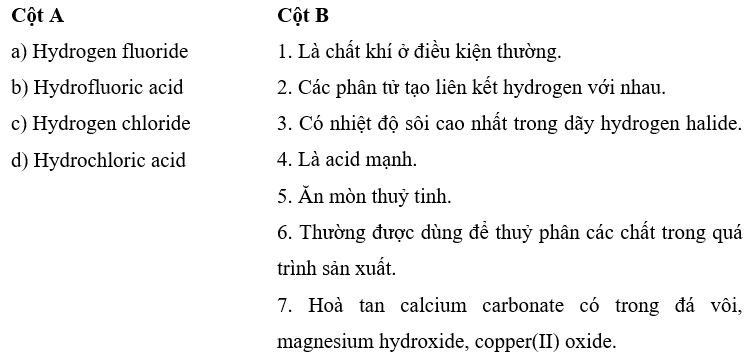 Cột A Cột B
a) Hydrogen fluoride 1. Là chất khí ở điều kiện thường.
b) Hydrofluoric acid 2. Các phân tử tạo liên kết hydrogen với nhau.
c) Hydrogen chloride 3. Có nhiệt độ sôi cao nhất trong dãy hydrogen halide.
d) Hydrochloric acid 4. Là acid mạnh.
5. Ăn mòn thuỷ tinh.
6. Thường được dùng để thuỷ phân các chất trong quá
trình sản xuất.
7. Hoà tan calcium carbonate có trong đá vôi,
magnesium hydroxide, copper(II) oxide.